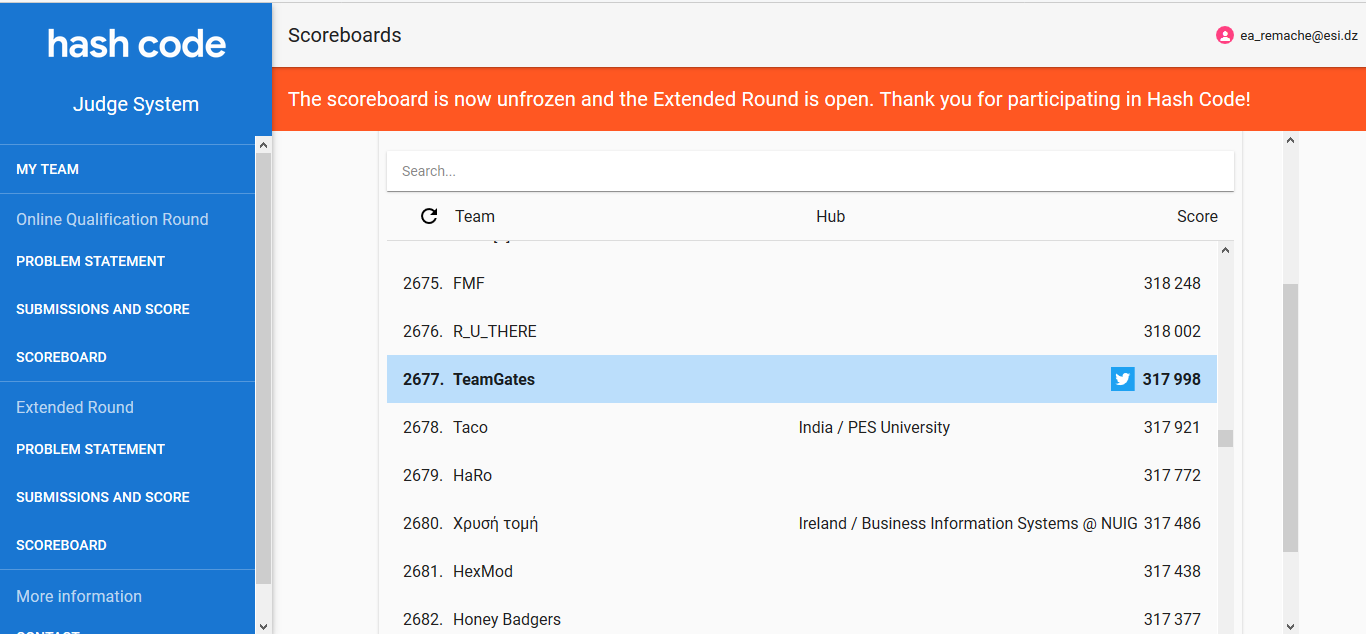 hash code
Judge System
MY TEAM
Online Qualification Round
PROBLEM STATEMENT
SUBMISSIONS AND SCORE
SCOREBOARD
Extended Round
PROBLEM STATEMENT
SUBMISSIONS AND SCORE
SCOREBOARD
More information
CONTACT
Scoreboards
ea_remache@esi.dz
The scoreboard is now unfrozen and the Extended Round is open. Thank you for participating in Hash Code!
Search...
Team Hub Score
2675. FMF 318 248
2676. R_U_THERE 318 002
2677. TeamGates 317 998
2678. Taco India / PES University 317 921
2679. HaRo 317 772
2680. Χρυσή τομή Ireland / Business Information Systems @ NUIG 317 486
2681. HexMod 317 438
2682. Honey Badgers 317 377